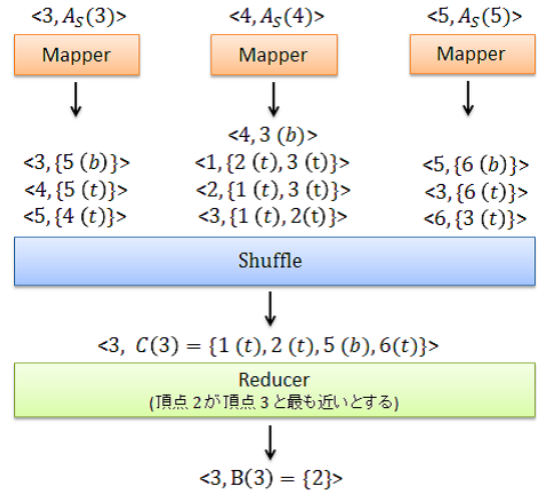 <3, A_S(3)> <4, A_S(4)> <5, A_S(5)>
Mapper Mapper Mapper
<4, 3 (b)>
<3, {5 (b)}> <1, {2 (t), 3 (t)}> <5, {6 (b)}>
<4, {5 (t)}> <2, {1 (t), 3 (t)}> <3, {6 (t)}>
<5, {4 (t)}> <3, {1 (t), 2(t)}> <6, {3 (t)}>
Shuffle
<3, C(3) = {1 (t), 2 (t), 5 (b), 6(t)}>
Reducer
(頂点 2 が 頂点 3 と最も近いとする)
<3, B(3) = {2}>